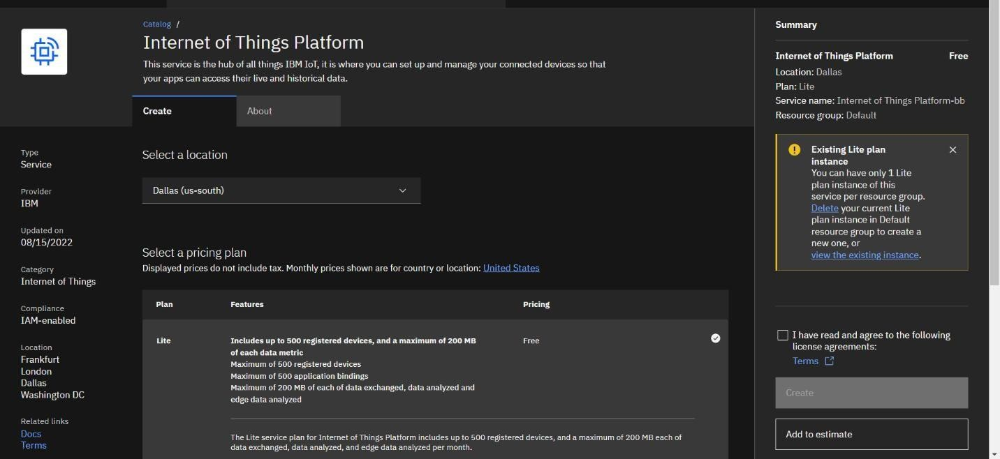 Catalog /
Internet of Things Platform
This service is the hub of all things IBM IoT, it is where you can set up and manage your connected devices so that
your apps can access their live and historical data.
Create
About
Type
Service
Provider
IBM
Updated on
08/15/2022
Category
Internet of Things
Compliance
IAM-enabled
Location
Frankfurt
London
Dallas
Washington DC
Related links
Docs
Terms
Select a location
Dallas (us-south)
Select a pricing plan
Displayed prices do not include tax. Monthly prices shown are for country or location: United States
Plan Features Pricing
Lite Includes up to 500 registered devices, and a maximum of 200 MB Free
of each data metric
Maximum of 500 registered devices
Maximum of 500 application bindings
Maximum of 200 MB of each of data exchanged, data analyzed and
edge data analyzed
The Lite service plan for Internet of Things Platform includes up to 500 registered devices, and a maximum of 200 MB each of
data exchanged, data analyzed, and edge data analyzed per month.
Summary
Internet of Things Platform Free
Location: Dallas
Plan: Lite
Service name: Internet of Things Platform-bb
Resource group: Default
Existing Lite plan
instance
You can have only 1 Lite
plan instance of this
service per resource group.
Delete your current Lite
plan instance in Default
resource group to create a
new one, or
view the existing instance.
I have read and agree to the following
license agreements:
Terms
Create
Add to estimate